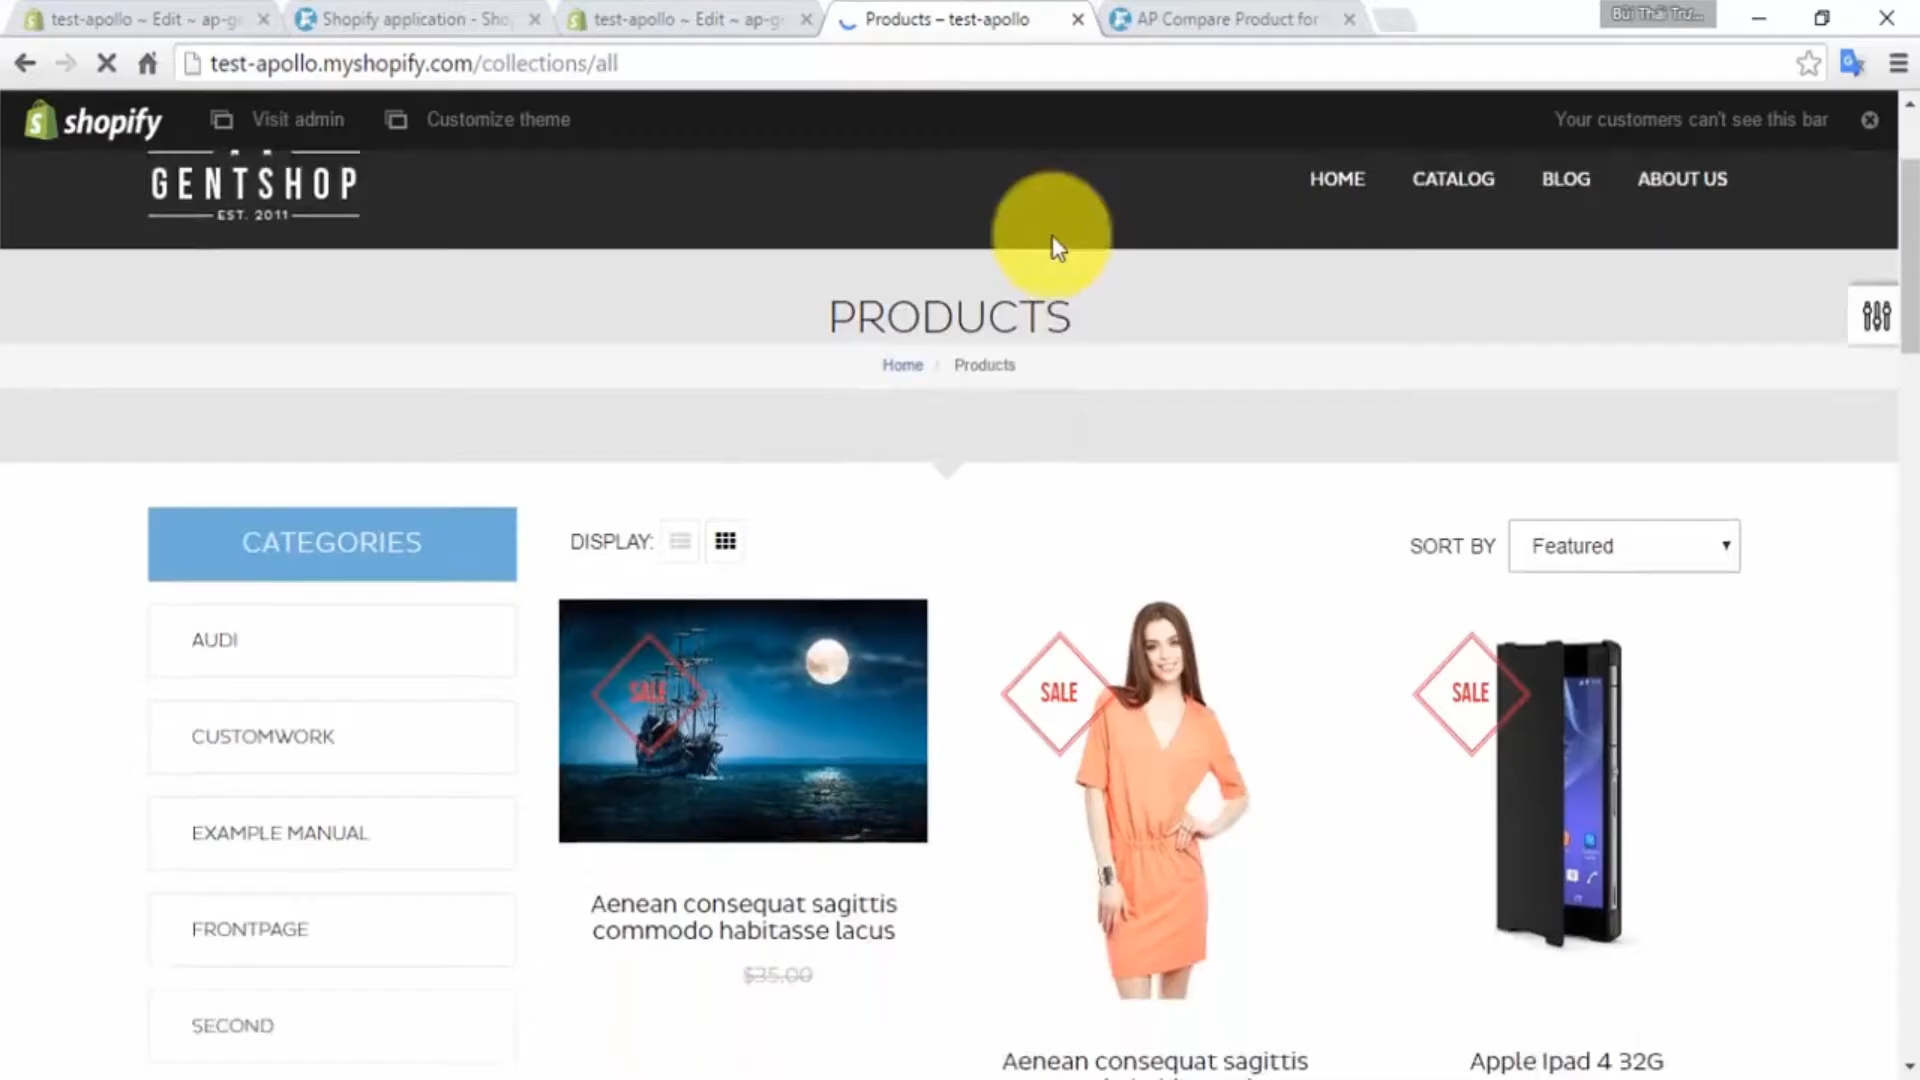 test-apollo ~ Edit ~ ap-g
Shopify application - Sho
test-apollo ~ Edit ~ ap-g
Products – test-apollo
AP Compare Product for
Bùi Thái Trư...
test-apollo.myshopify.com/collections/all
shopify
Visit admin
Customize theme
Your customers can't see this bar
GENTSHOP
EST. 2011
HOME
CATALOG
BLOG
ABOUT US
PRODUCTS
Home / Products
CATEGORIES
DISPLAY:
SORT BY
Featured
AUDI
CUSTOMWORK
EXAMPLE MANUAL
FRONTPAGE
SECOND
SALE
SALE
SALE
Aenean consequat sagittis
commodo habitasse lacus
$35.00
Aenean consequat sagittis
Apple Ipad 4 32G